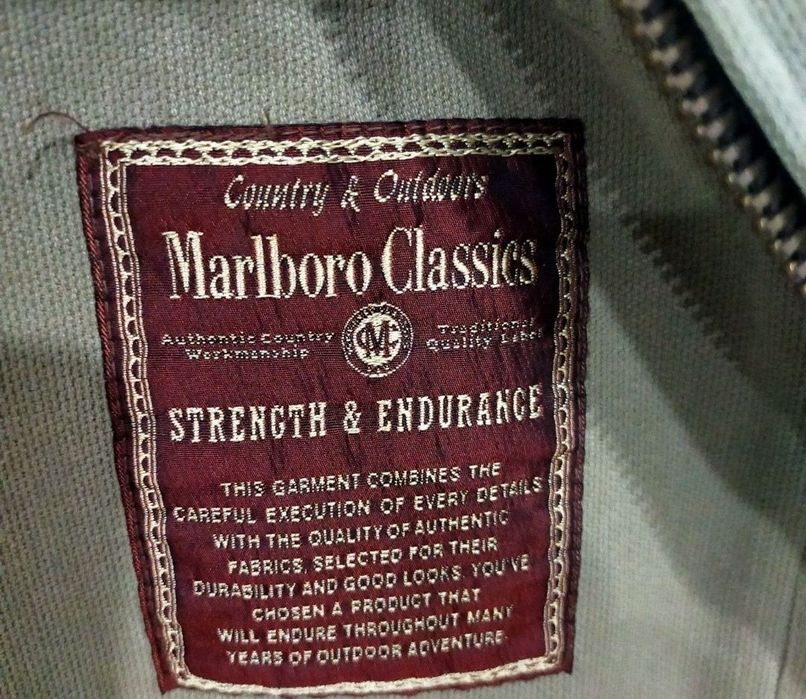 Country & Outdoors
Marlboro Classics
Authentic Country
Workmanship
MC
Traditional
Quality Label
STRENGTH & ENDURANCE
THIS GARMENT COMBINES THE
CAREFUL EXECUTION OF EVERY DETAILS
WITH THE QUALITY OF AUTHENTIC
FABRICS, SELECTED FOR THEIR
DURABILITY AND GOOD LOOKS. YOU'VE
CHOSEN A PRODUCT THAT
WILL ENDURE THROUGHOUT MANY
YEARS OF OUTDOOR ADVENTURE.